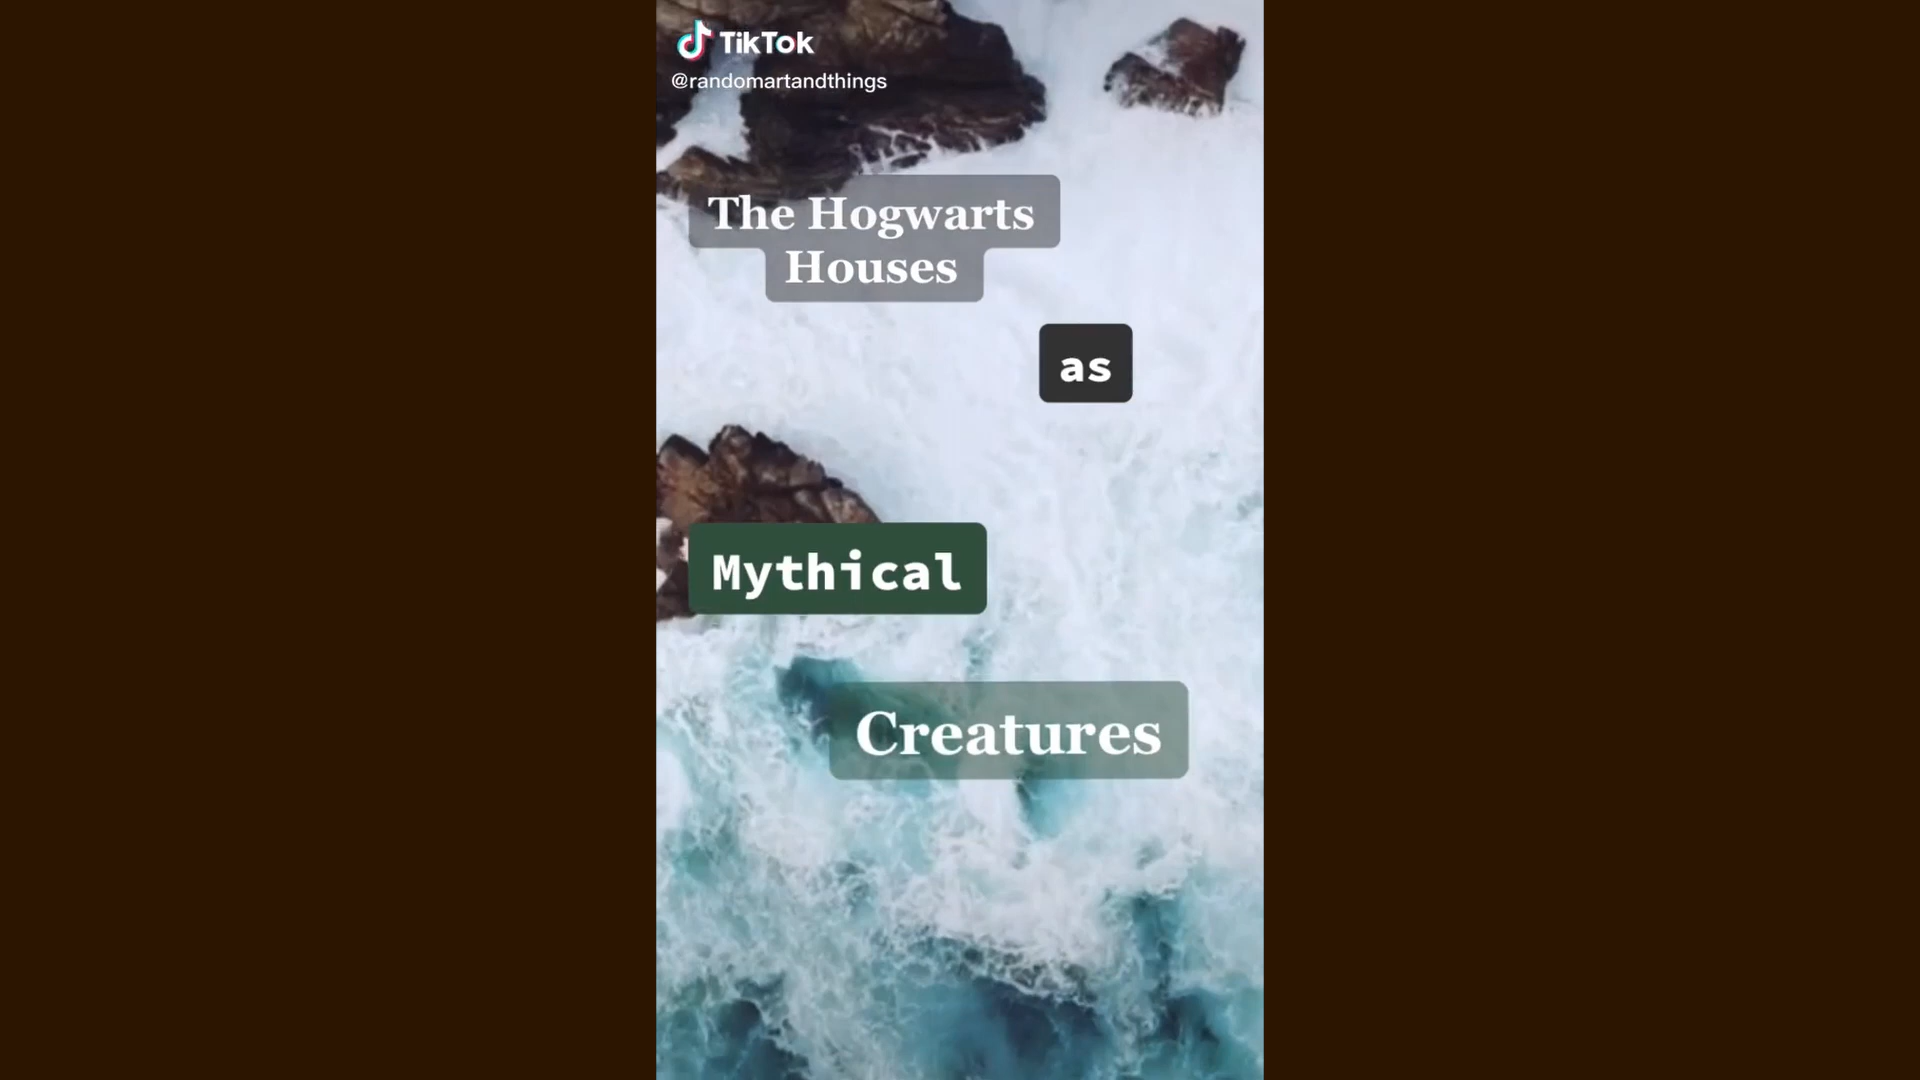 TikTok
@randomartandthings
The Hogwarts
Houses
as
Mythical
Creatures